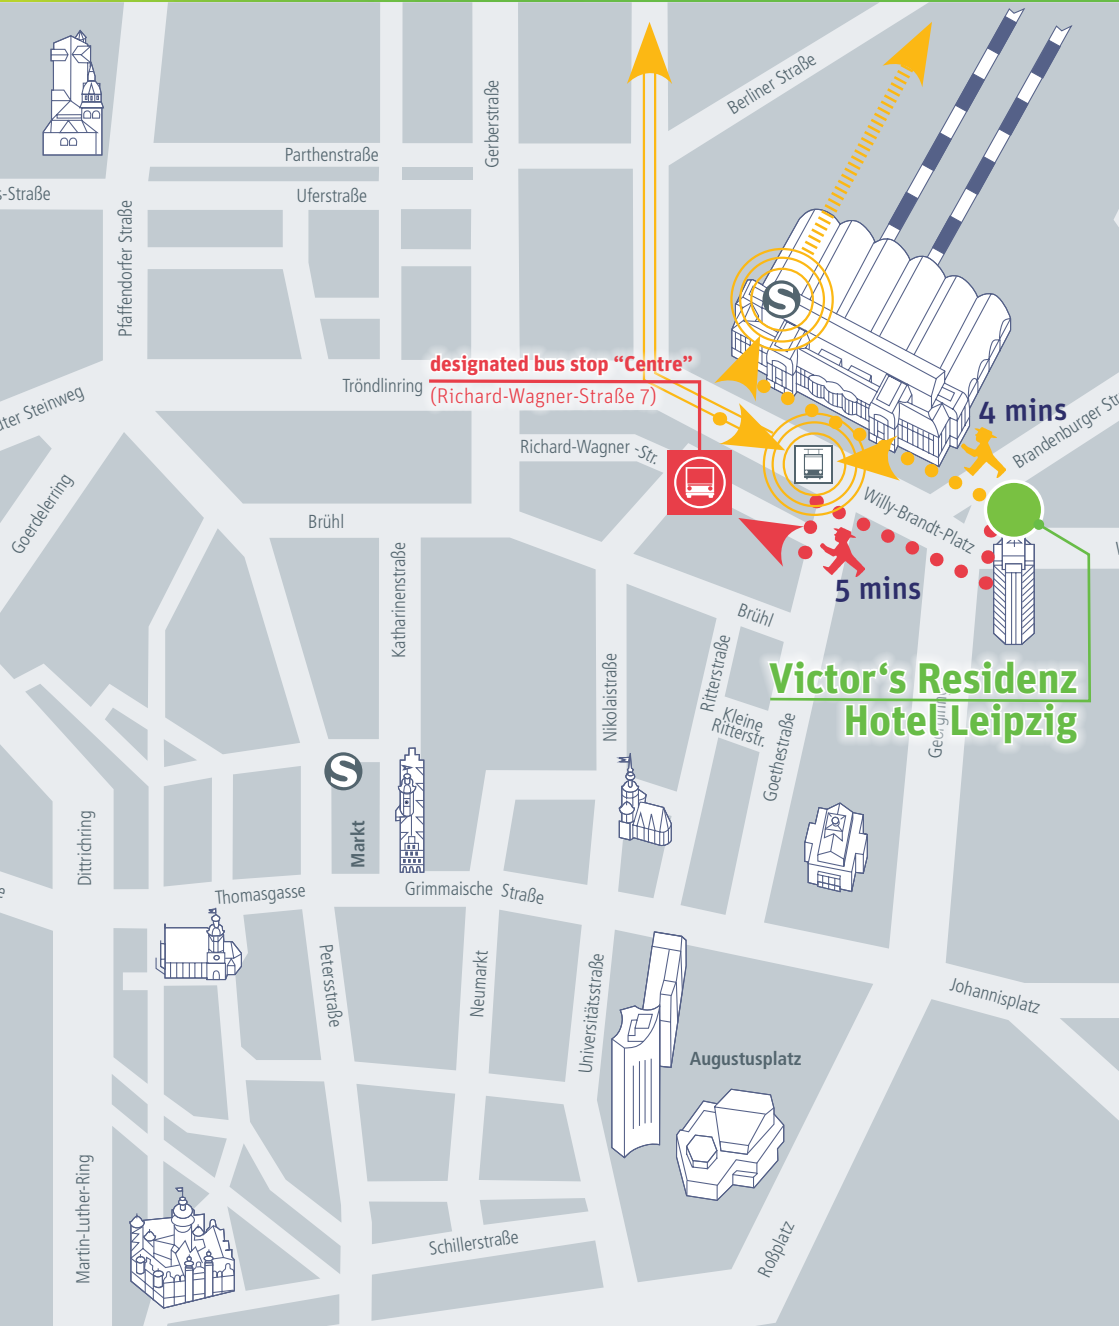 Berliner Straße
Gerberstraße
Parthenstraße
s-Straße
Uferstraße
Pfaffendorfer Straße
S
designated bus stop “Centre”
(Richard-Wagner-Straße 7)
Tröndlinring
4 mins
Brandenburger Str
Steinweg
Richard-Wagner -Str.
Goerdelerring
Willy-Brandt-Platz
Brühl
Katharinenstraße
5 mins
Brühl
Ritterstraße
Nikolaistraße
Victor‘s Residenz
Hotel Leipzig
Kleine
Ritterstr.
Goethestraße
S
Markt
Dittrichring
Thomasgasse
Grimmaische Straße
Petersstraße
Neumarkt
Universitätsstraße
Johannisplatz
Augustusplatz
Martin-Luther-Ring
Schillerstraße
Roßplatz